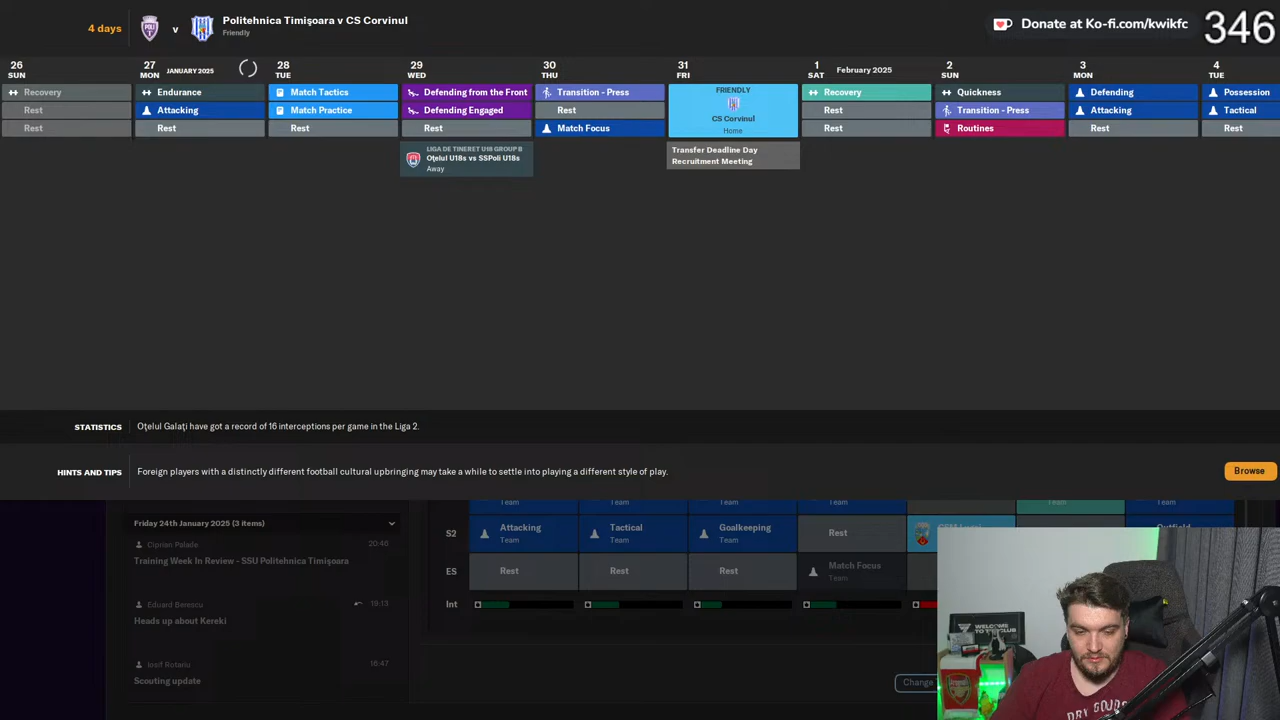 4 days
v
Politehnica Timişoara v CS Corvinul
Friendly
Donate at Ko-fi.com/kwikfc
346
26
SUN
27
MON
JANUARY 2025
28
TUE
29
WED
30
THU
31
FRI
1
SAT
February 2025
2
SUN
3
MON
4
TUE
Recovery
Rest
Rest
Endurance
Attacking
Rest
Match Tactics
Match Practice
Rest
Defending from the Front
Defending Engaged
Rest
LIGA DE TINERET U18 GROUP B
Oţelul U18s vs SSPoli U18s
Away
Transition - Press
Rest
Match Focus
FRIENDLY
CS Corvinul
Home
Transfer Deadline Day
Recruitment Meeting
Recovery
Rest
Rest
Quickness
Transition - Press
Routines
Defending
Attacking
Rest
Possession
Tactical
Rest
STATISTICS
Oţelul Galaţi have got a record of 16 interceptions per game in the Liga 2.
HINTS AND TIPS
Foreign players with a distinctly different football cultural upbringing may take a while to settle into playing a different style of play.
Browse
Friday 24th January 2025 (3 items)
Ciprian Palade
20:46
Training Week In Review - SSU Politehnica Timişoara
Eduard Berescu
19:13
Heads up about Kereki
Iosif Rotariu
16:47
Scouting update
Team
Team
Team
Team
Team
Team
S2
Attacking
Team
Tactical
Team
Goalkeeping
Team
Rest
ES
Rest
Rest
Rest
Match Focus
Team
Int
Change
WELCOME